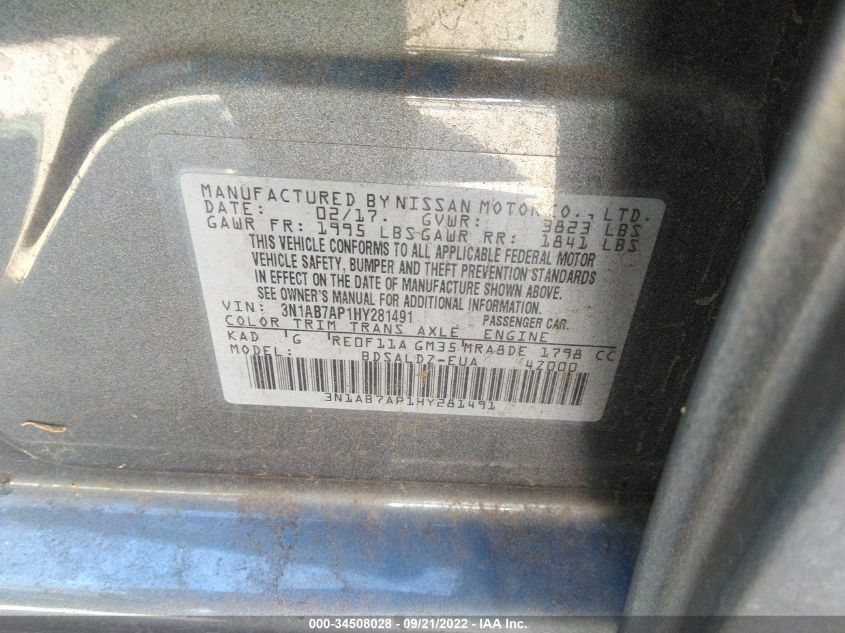 MANUFACTURED BY NISSAN MOTOR CO., LTD.
DATE: 02/17. GVWR: 3823 LBS
GAWR FR: 1995 LBS GAWR RR: 1841 LBS
THIS VEHICLE CONFORMS TO ALL APPLICABLE FEDERAL MOTOR
VEHICLE SAFETY, BUMPER AND THEFT PREVENTION STANDARDS
IN EFFECT ON THE DATE OF MANUFACTURE SHOWN ABOVE.
SEE OWNER'S MANUAL FOR ADDITIONAL INFORMATION.
VIN: 3N1AB7AP1HY281491 PASSENGER CAR.
COLOR TRIM TRANS AXLE ENGINE
KAD G RE0F11A GM35 MRA8DE 1798 CC
MODEL: BDSALDZ-EUA 4Z000
3N1AB7AP1HY281491
000-34508028 - 09/21/2022 - IAA Inc.